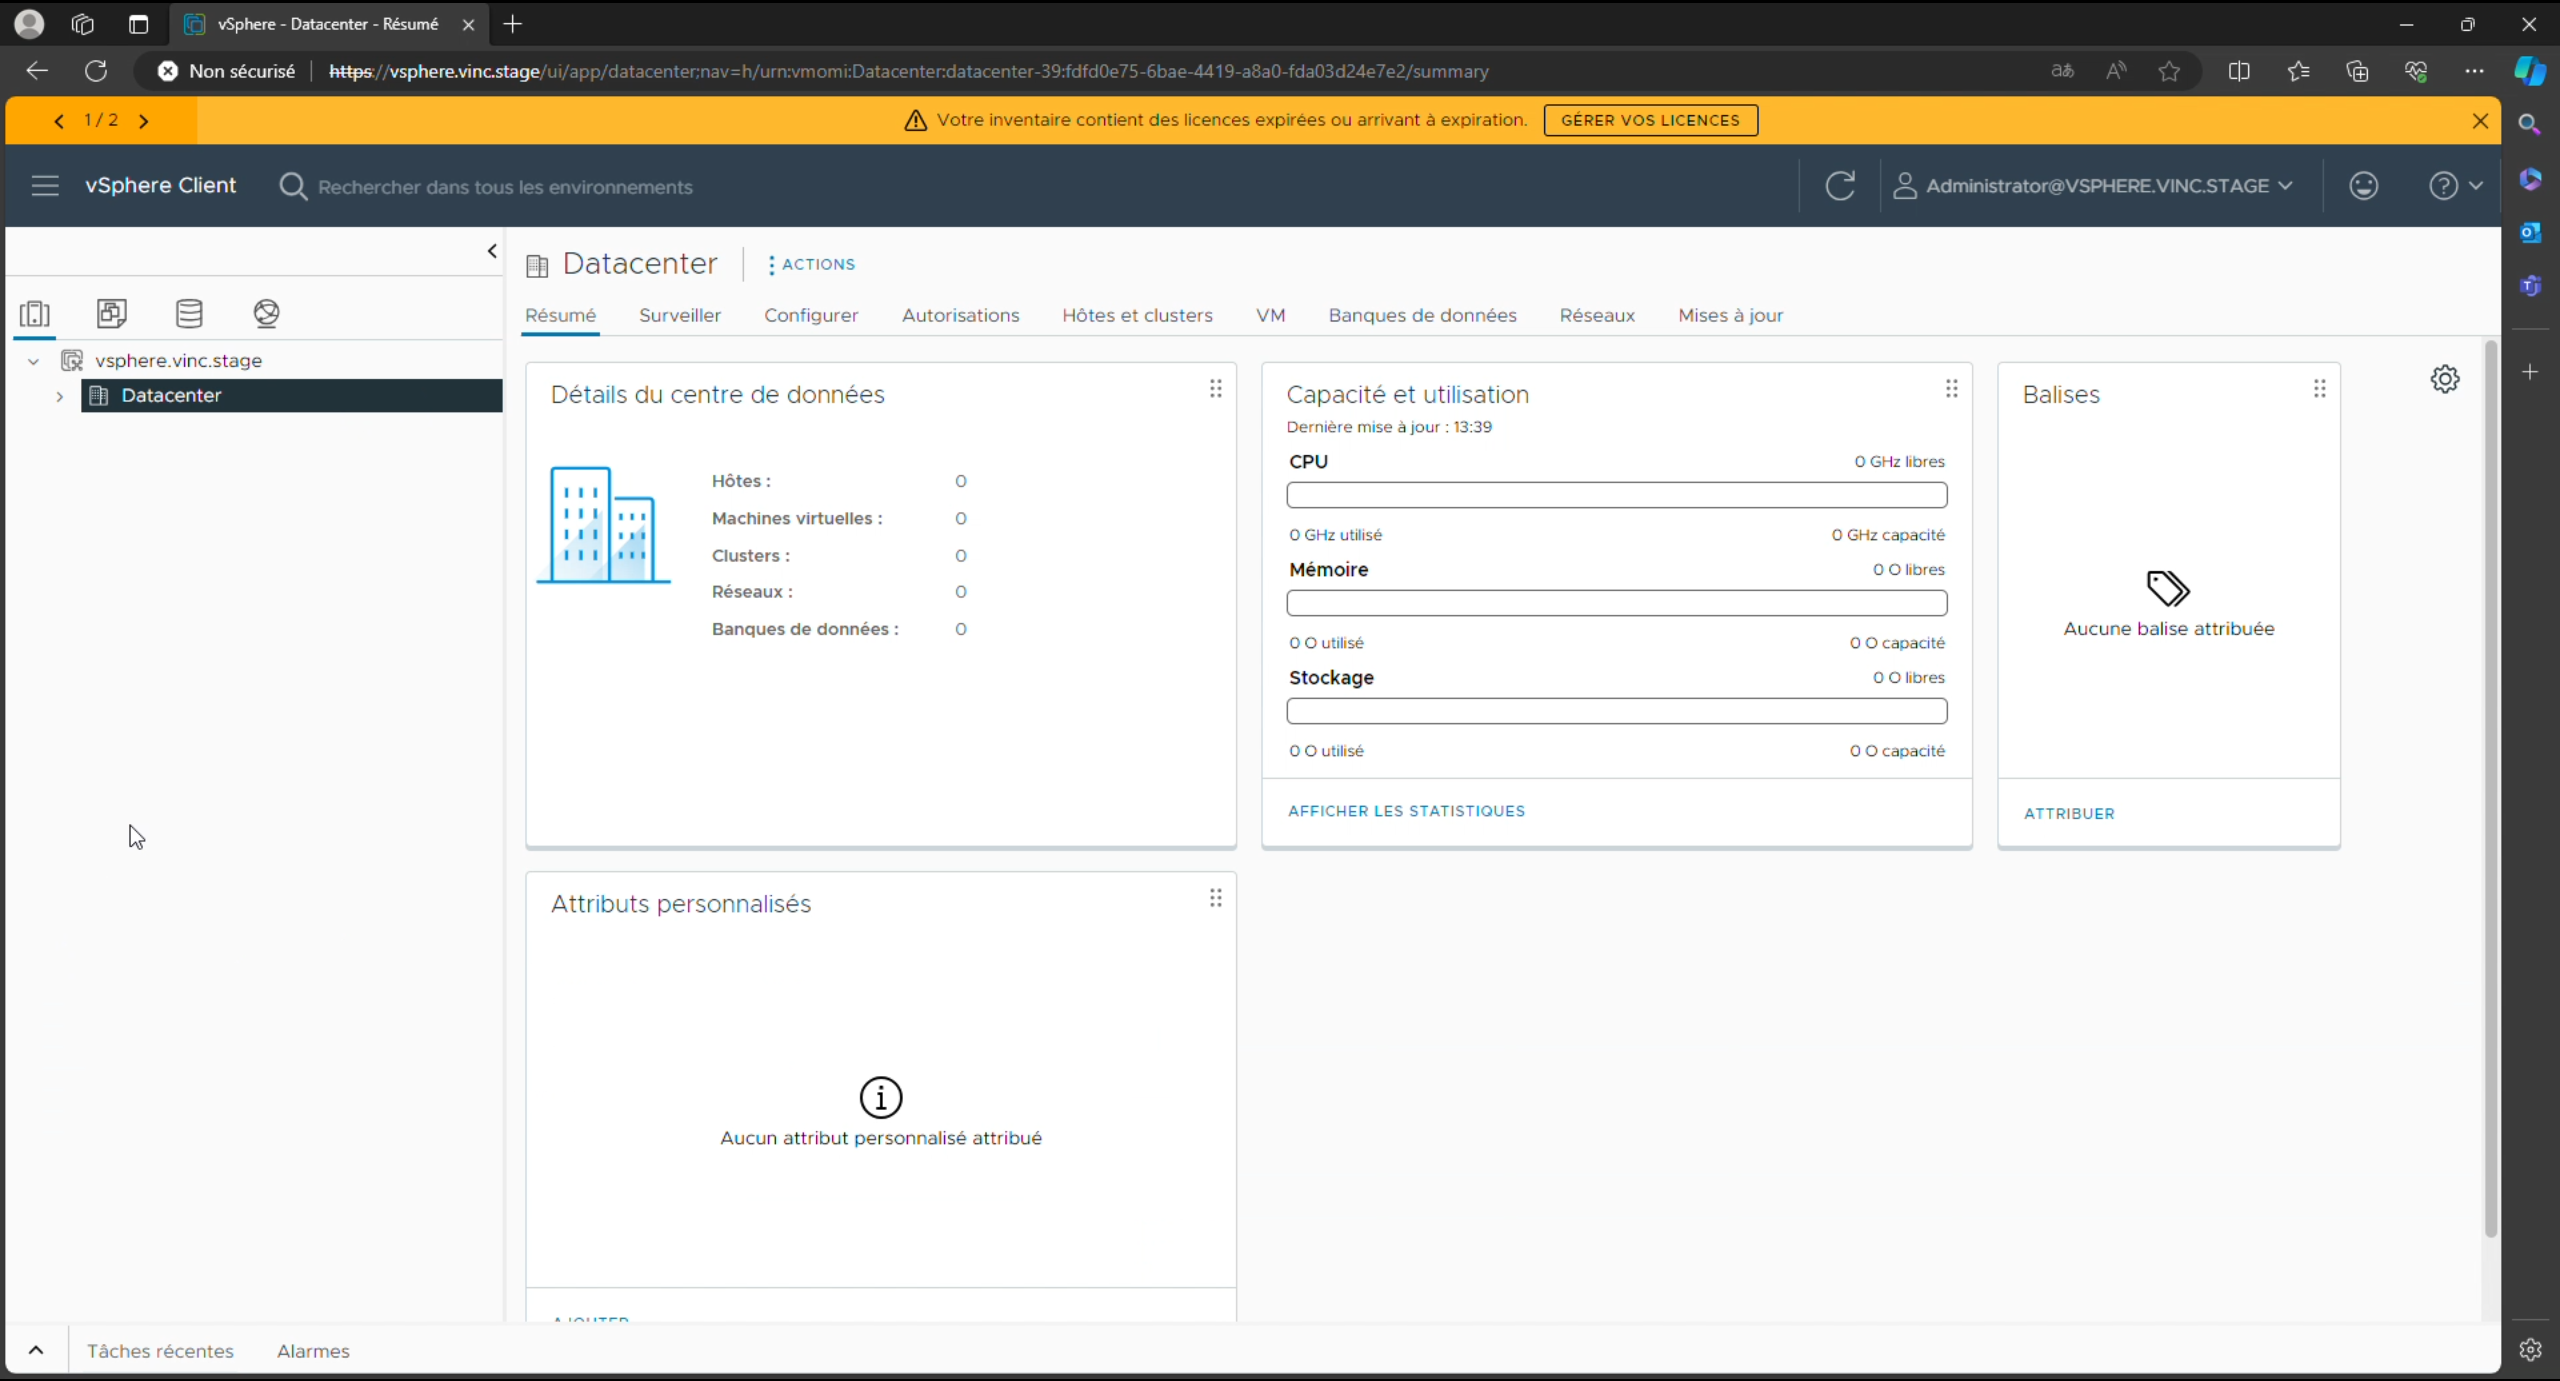 vSphere - Datacenter - Résumé
Non sécurisé
https://vsphere.vinc.stage/ui/app/datacenter;nav=h/urn:vmomi:Datacenter:datacenter-39:fdfd0e75-6bae-4419-a8a0-fda03d24e7e2/summary
1 / 2
Votre inventaire contient des licences expirées ou arrivant à expiration.
GÉRER VOS LICENCES
vSphere Client
Rechercher dans tous les environnements
Administrator@VSPHERE.VINC.STAGE
vsphere.vinc.stage
Datacenter
Datacenter
ACTIONS
Résumé
Surveiller
Configurer
Autorisations
Hôtes et clusters
VM
Banques de données
Réseaux
Mises à jour
Détails du centre de données
Hôtes : 0
Machines virtuelles : 0
Clusters : 0
Réseaux : 0
Banques de données : 0
Capacité et utilisation
Dernière mise à jour : 13:39
CPU 0 GHz libres
0 GHz utilisé 0 GHz capacité
Mémoire 0 O libres
0 O utilisé 0 O capacité
Stockage 0 O libres
0 O utilisé 0 O capacité
AFFICHER LES STATISTIQUES
Balises
Aucune balise attribuée
ATTRIBUER
Attributs personnalisés
Aucun attribut personnalisé attribué
AJOUTER
Tâches récentes
Alarmes